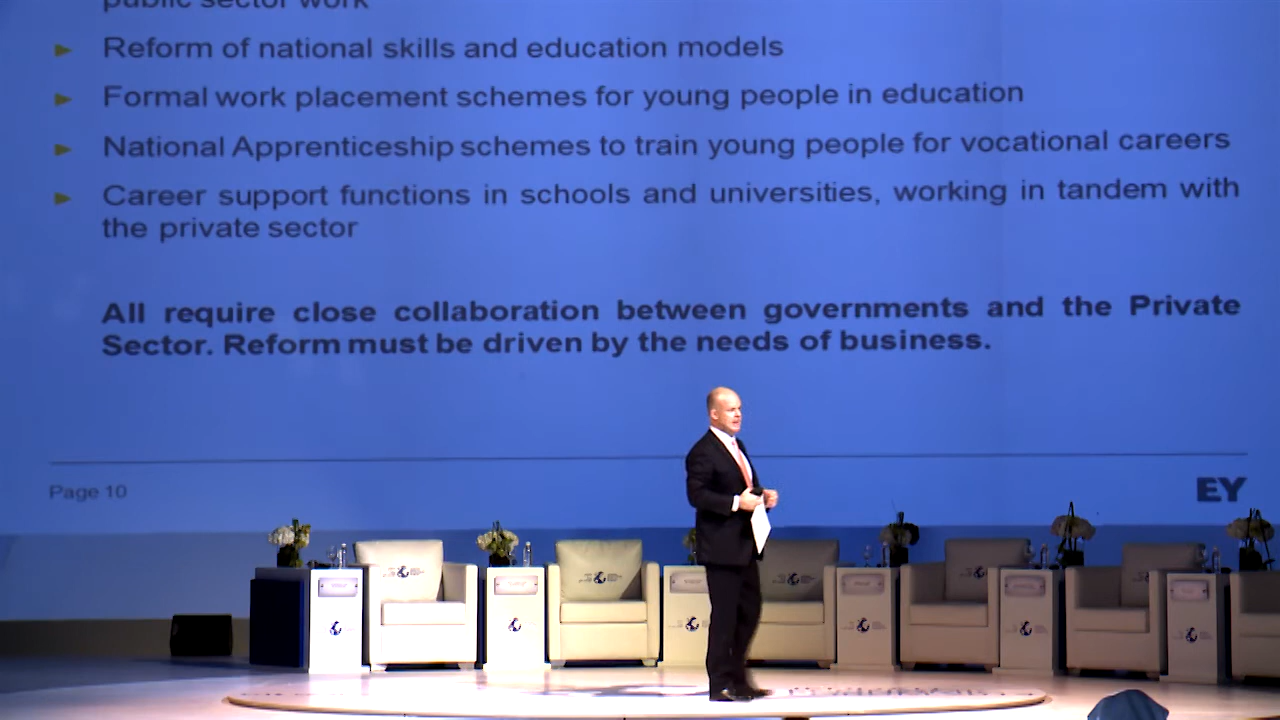 public sector work
Reform of national skills and education models
Formal work placement schemes for young people in education
National Apprenticeship schemes to train young people for vocational careers
Career support functions in schools and universities, working in tandem with
the private sector
All require close collaboration between governments and the Private
Sector. Reform must be driven by the needs of business.
Page 10
EY